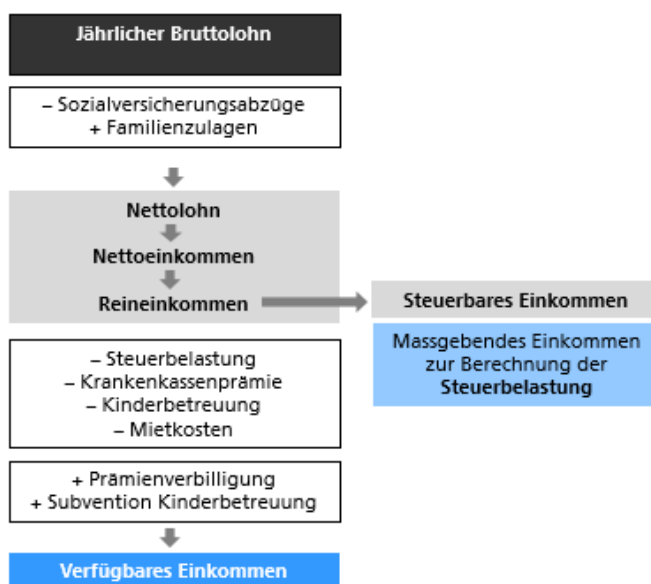 Jährlicher Bruttolohn
– Sozialversicherungsabzüge
+ Familienzulagen
Nettolohn
Nettoeinkommen
Reineinkommen
Steuerbares Einkommen
Massgebendes Einkommen
zur Berechnung der
Steuerbelastung
– Steuerbelastung
– Krankenkassenprämie
– Kinderbetreuung
– Mietkosten
+ Prämienverbilligung
+ Subvention Kinderbetreuung
Verfügbares Einkommen